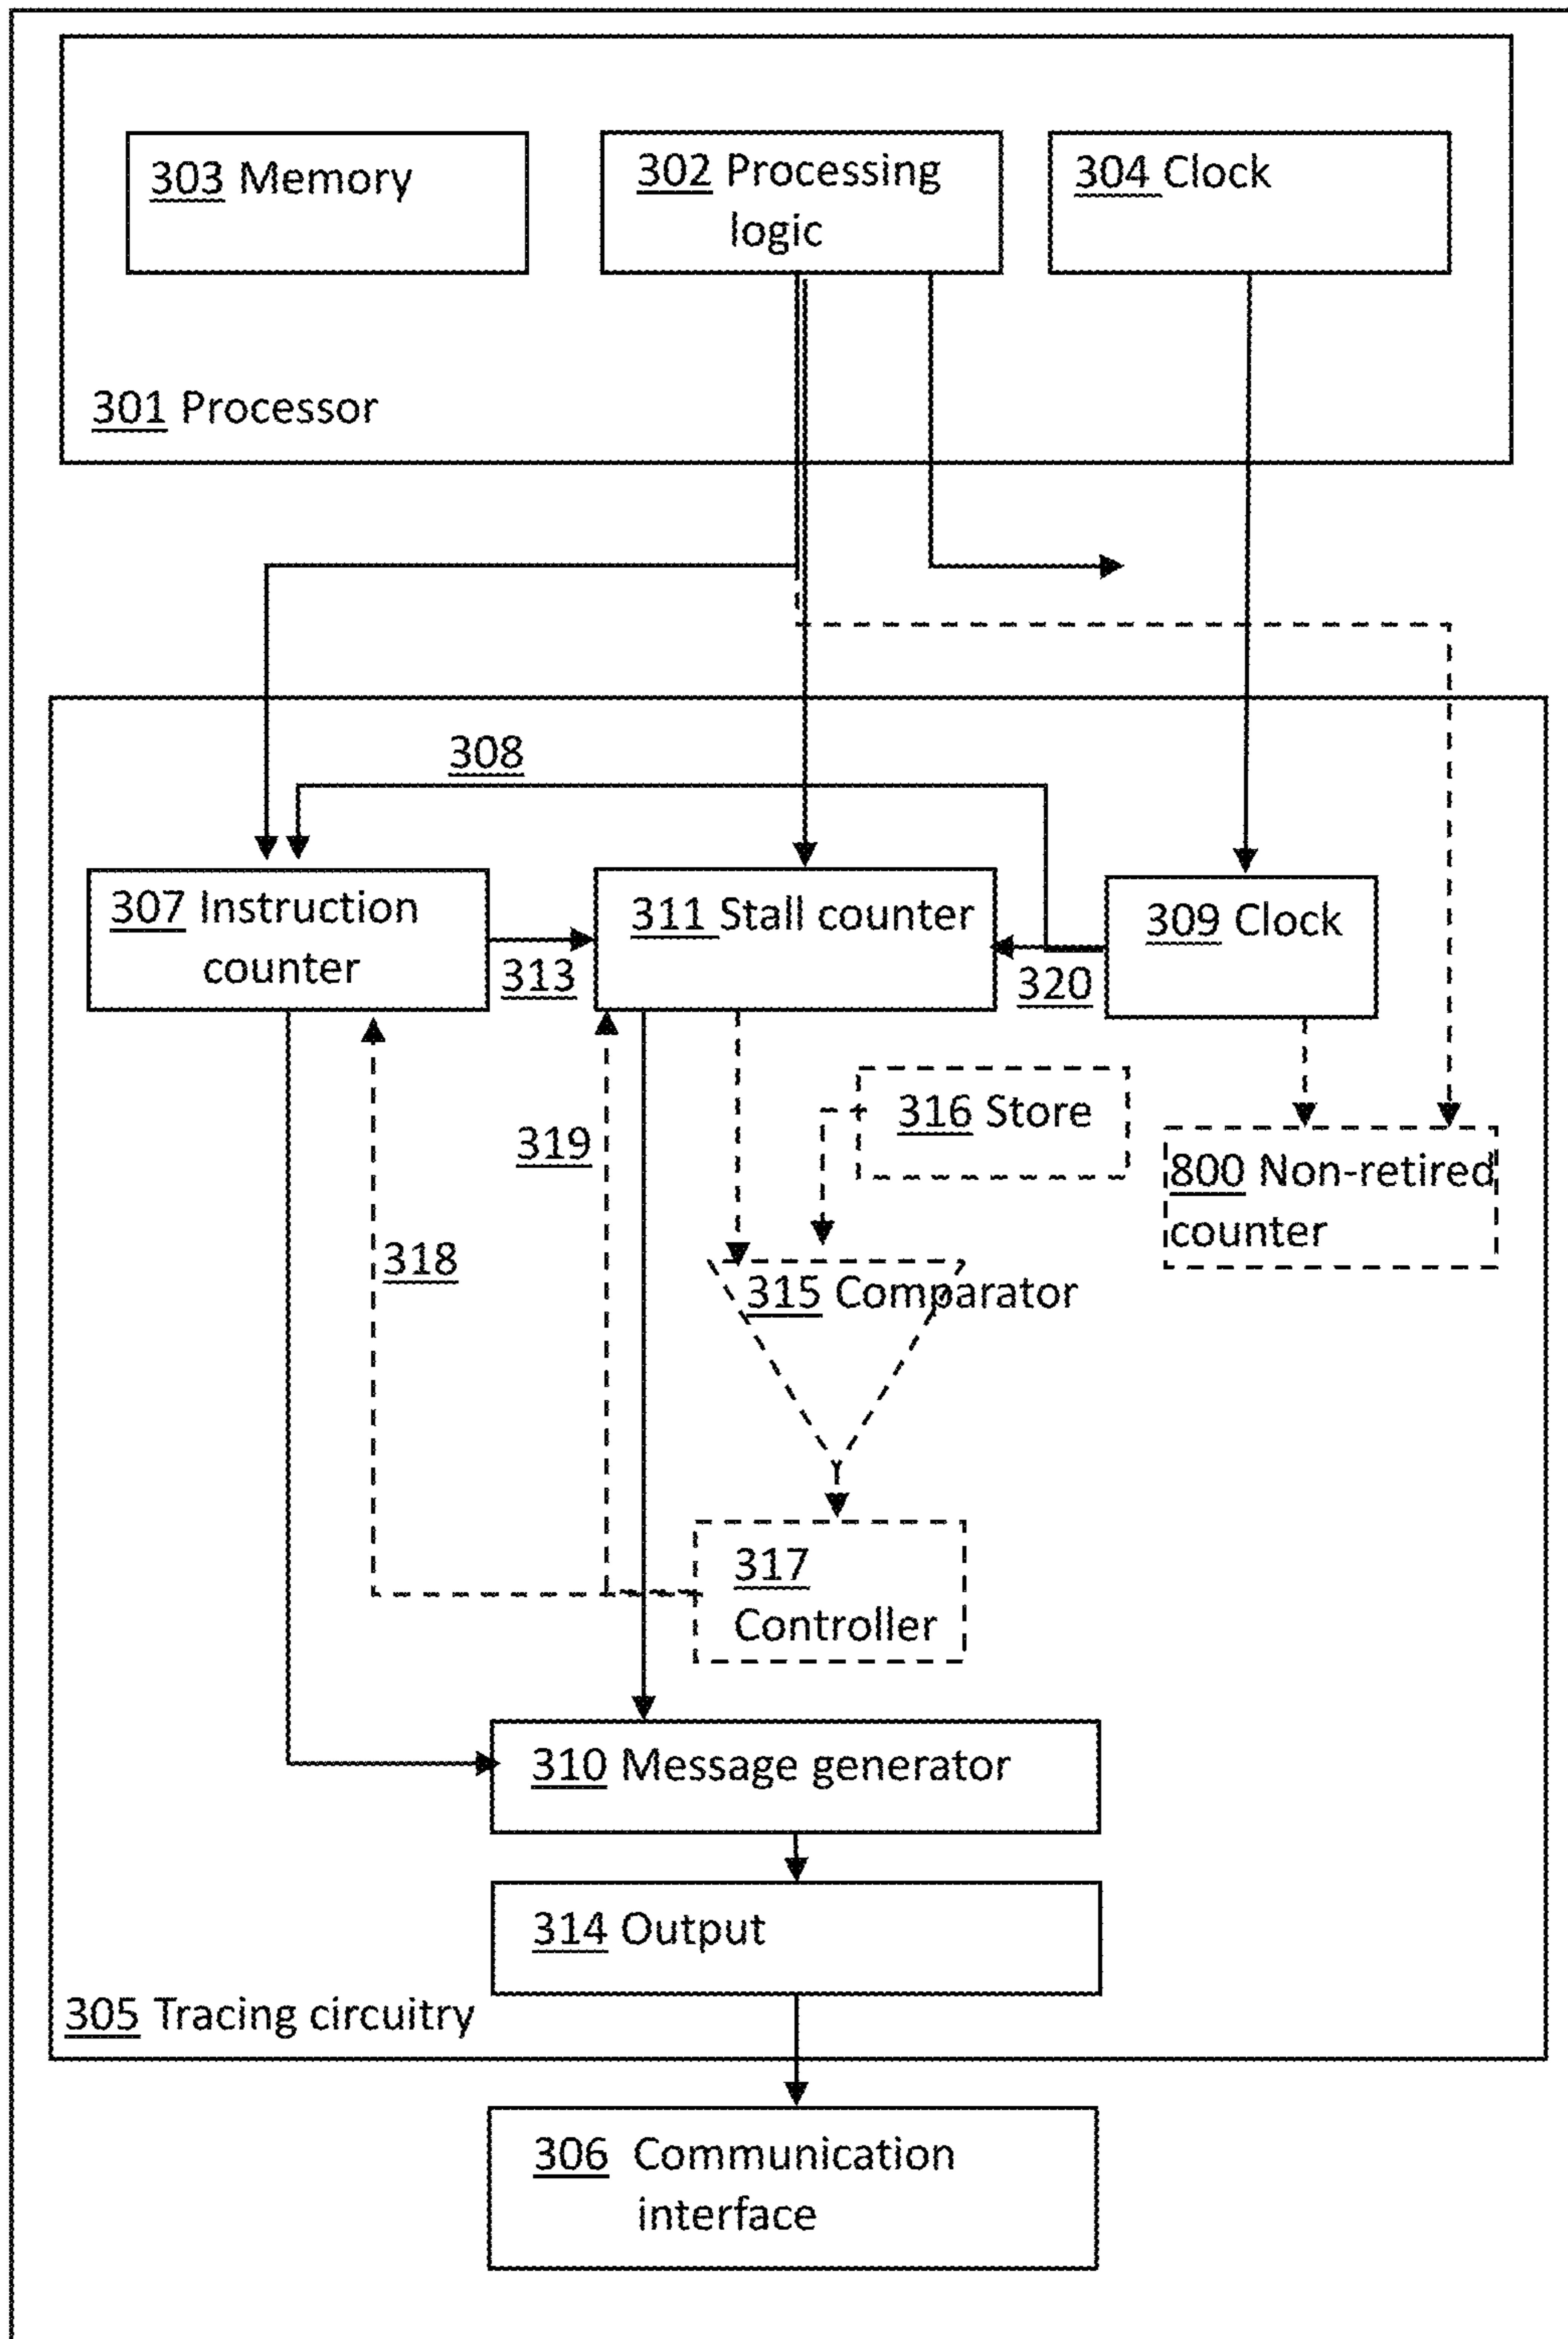 303 Memory
302 Processing
logic
304 Clock
301 Processor
308
307 Instruction
counter
313
311 Stall counter
320
309 Clock
316 Store
319
800 Non-retired
counter
318
315 Comparator
317
Controller
310 Message generator
314 Output
305 Tracing circuitry
306 Communication
interface